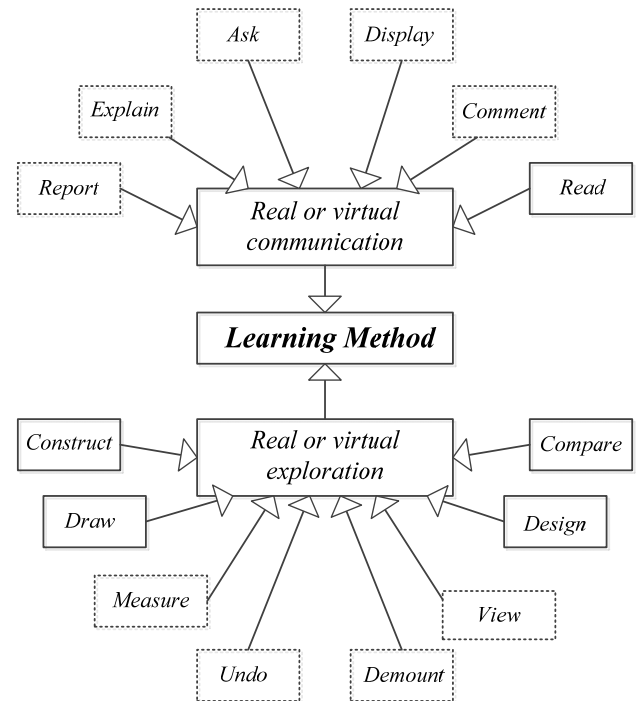 Ask
Display
Explain
Comment
Report
Read
Real or virtual
communication
Learning Method
Real or virtual
exploration
Construct
Compare
Draw
Design
Measure
View
Undo
Demount